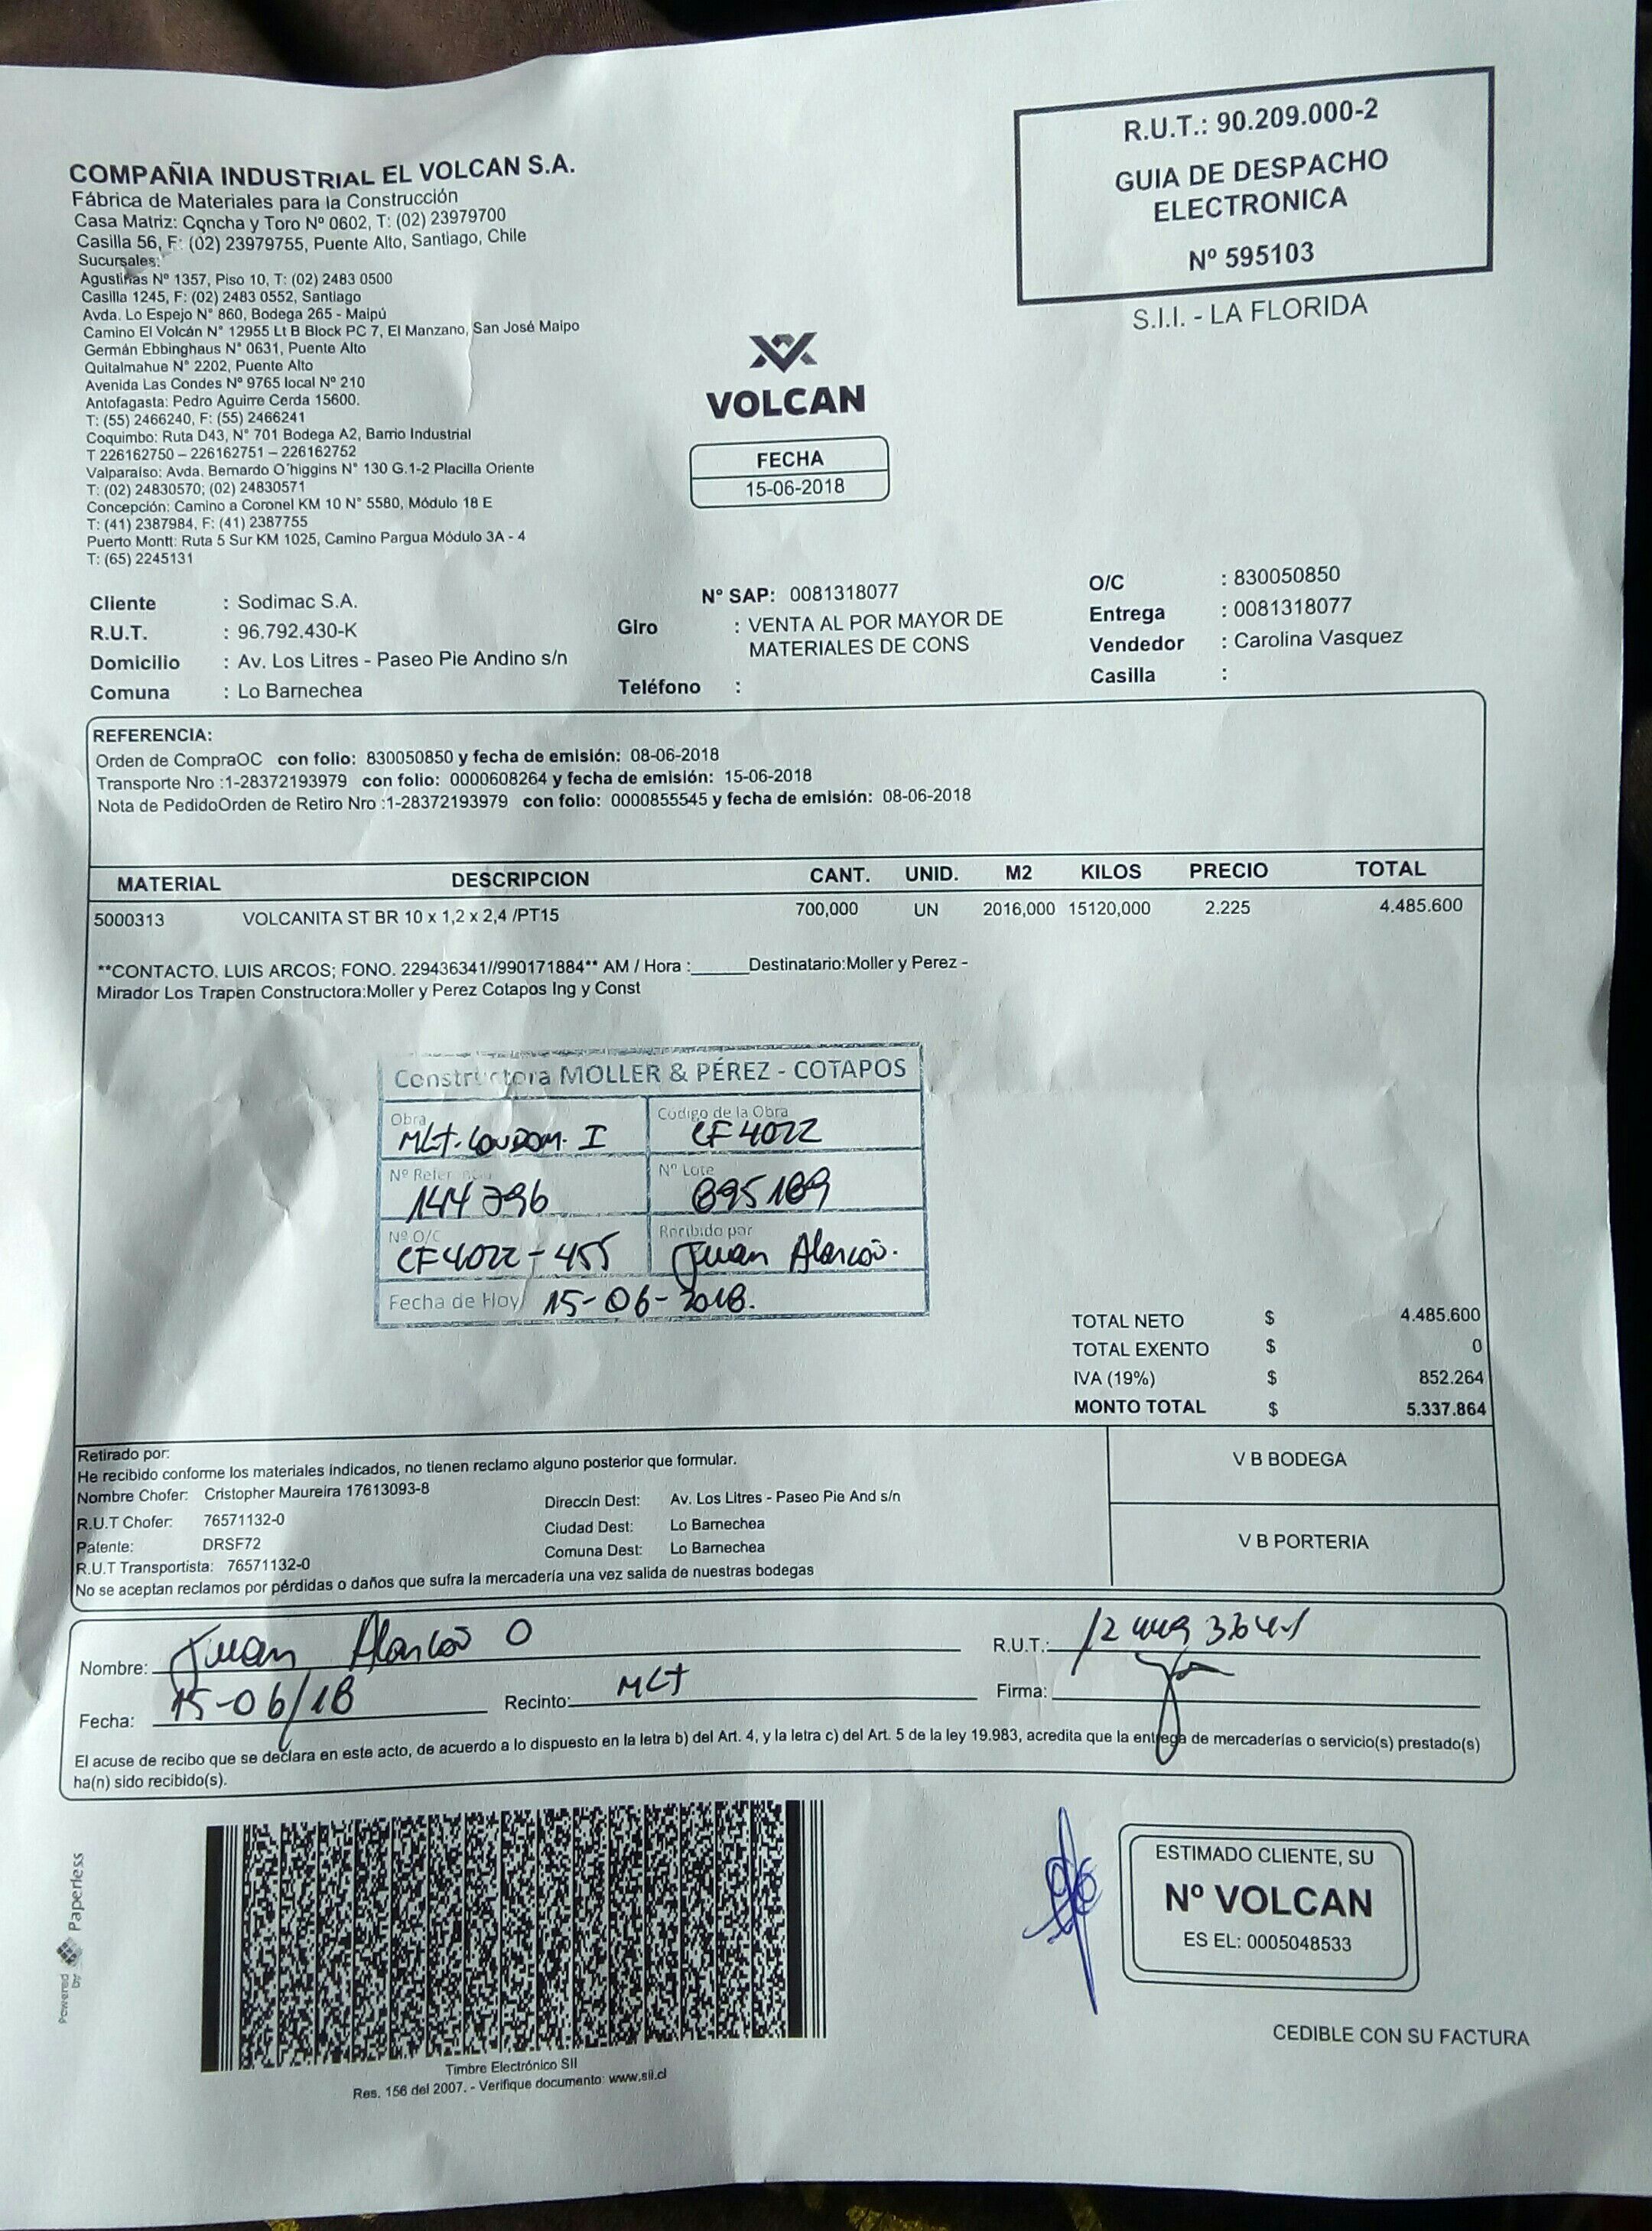 R.U.T.: 90.209.000-2
GUIA DE DESPACHO
ELECTRONICA
Nº 595103
S.I.I. - LA FLORIDA
COMPAÑIA INDUSTRIAL EL VOLCAN S.A.
Fábrica de Materiales para la Construcción
Casa Matriz: Concha y Toro Nº 0602, T: (02) 23979700
Casilla 56, F: (02) 23979755, Puente Alto, Santiago, Chile
Sucursales:
Agustinas Nº 1357, Piso 10, T: (02) 2483 0500
Casilla 1245, F: (02) 2483 0552, Santiago
Avda. Lo Espejo N° 860, Bodega 265 - Maipú
Camino El Volcán N° 12955 Lt B Block PC 7, El Manzano, San José Maipo
Germán Ebbinghaus N° 0631, Puente Alto
Quitalmahue N° 2202, Puente Alto
Avenida Las Condes Nº 9765 local Nº 210
Antofagasta: Pedro Aguirre Cerda 15600.
T: (55) 2466240, F: (55) 2466241
Coquimbo: Ruta D43, N° 701 Bodega A2, Barrio Industrial
T 226162750 – 226162751 – 226162752
Valparaíso: Avda. Bernardo O´higgins N° 130 G.1-2 Placilla Oriente
T: (02) 24830570; (02) 24830571
Concepción: Camino a Coronel KM 10 N° 5580, Módulo 18 E
T: (41) 2387984, F: (41) 2387755
Puerto Montt: Ruta 5 Sur KM 1025, Camino Pargua Módulo 3A - 4
T: (65) 2245131
VOLCAN
FECHA
15-06-2018
Cliente : Sodimac S.A.
R.U.T. : 96.792.430-K
Domicilio : Av. Los Litres - Paseo Pie Andino s/n
Comuna : Lo Barnechea
Nº SAP: 0081318077
Giro : VENTA AL POR MAYOR DE
MATERIALES DE CONS
Teléfono :
O/C : 830050850
Entrega : 0081318077
Vendedor : Carolina Vasquez
Casilla :
REFERENCIA:
Orden de CompraOC con folio: 830050850 y fecha de emisión: 08-06-2018
Transporte Nro :1-28372193979 con folio: 0000608264 y fecha de emisión: 15-06-2018
Nota de PedidoOrden de Retiro Nro :1-28372193979 con folio: 0000855545 y fecha de emisión: 08-06-2018
MATERIAL DESCRIPCION CANT. UNID. M2 KILOS PRECIO TOTAL
5000313 VOLCANITA ST BR 10 x 1,2 x 2,4 /PT15 700,000 UN 2016,000 15120,000 2.225 4.485.600
**CONTACTO. LUIS ARCOS; FONO. 229436341//990171884** AM / Hora :______Destinatario:Moller y Perez -
Mirador Los Trapen Constructora:Moller y Perez Cotapos Ing y Const
Constructora MOLLER & PÉREZ - COTAPOS
Obra Código de la Obra
MLT. CONDOM. I CF4022
Nº Referencia Nº Lote
144796 895189
Nº O/C Recibido por
CF4022-455 Juan Alarcón.
Fecha de Hoy 15-06-2018.
TOTAL NETO $ 4.485.600
TOTAL EXENTO $ 0
IVA (19%) $ 852.264
MONTO TOTAL $ 5.337.864
Retirado por:
He recibido conforme los materiales indicados, no tienen reclamo alguno posterior que formular.
Nombre Chofer: Cristopher Maureira 17613093-8
R.U.T Chofer: 76571132-0
Patente: DRSF72
R.U.T Transportista: 76571132-0
Direccin Dest: Av. Los Litres - Paseo Pie And s/n
Ciudad Dest: Lo Barnechea
Comuna Dest: Lo Barnechea
No se aceptan reclamos por pérdidas o daños que sufra la mercadería una vez salida de nuestras bodegas
V B BODEGA
V B PORTERIA
Nombre: Juan Alarcón O
R.U.T.:
Fecha: 15-06/18
Recinto: MLT
Firma:
El acuse de recibo que se declara en este acto, de acuerdo a lo dispuesto en la letra b) del Art. 4, y la letra c) del Art. 5 de la ley 19.983, acredita que la entrega de mercaderías o servicio(s) prestado(s)
ha(n) sido recibido(s).
Powered by Paperless
Timbre Electrónico SII
Res. 156 del 2007. - Verifique documento: www.sii.cl
ESTIMADO CLIENTE, SU
Nº VOLCAN
ES EL: 0005048533
CEDIBLE CON SU FACTURA